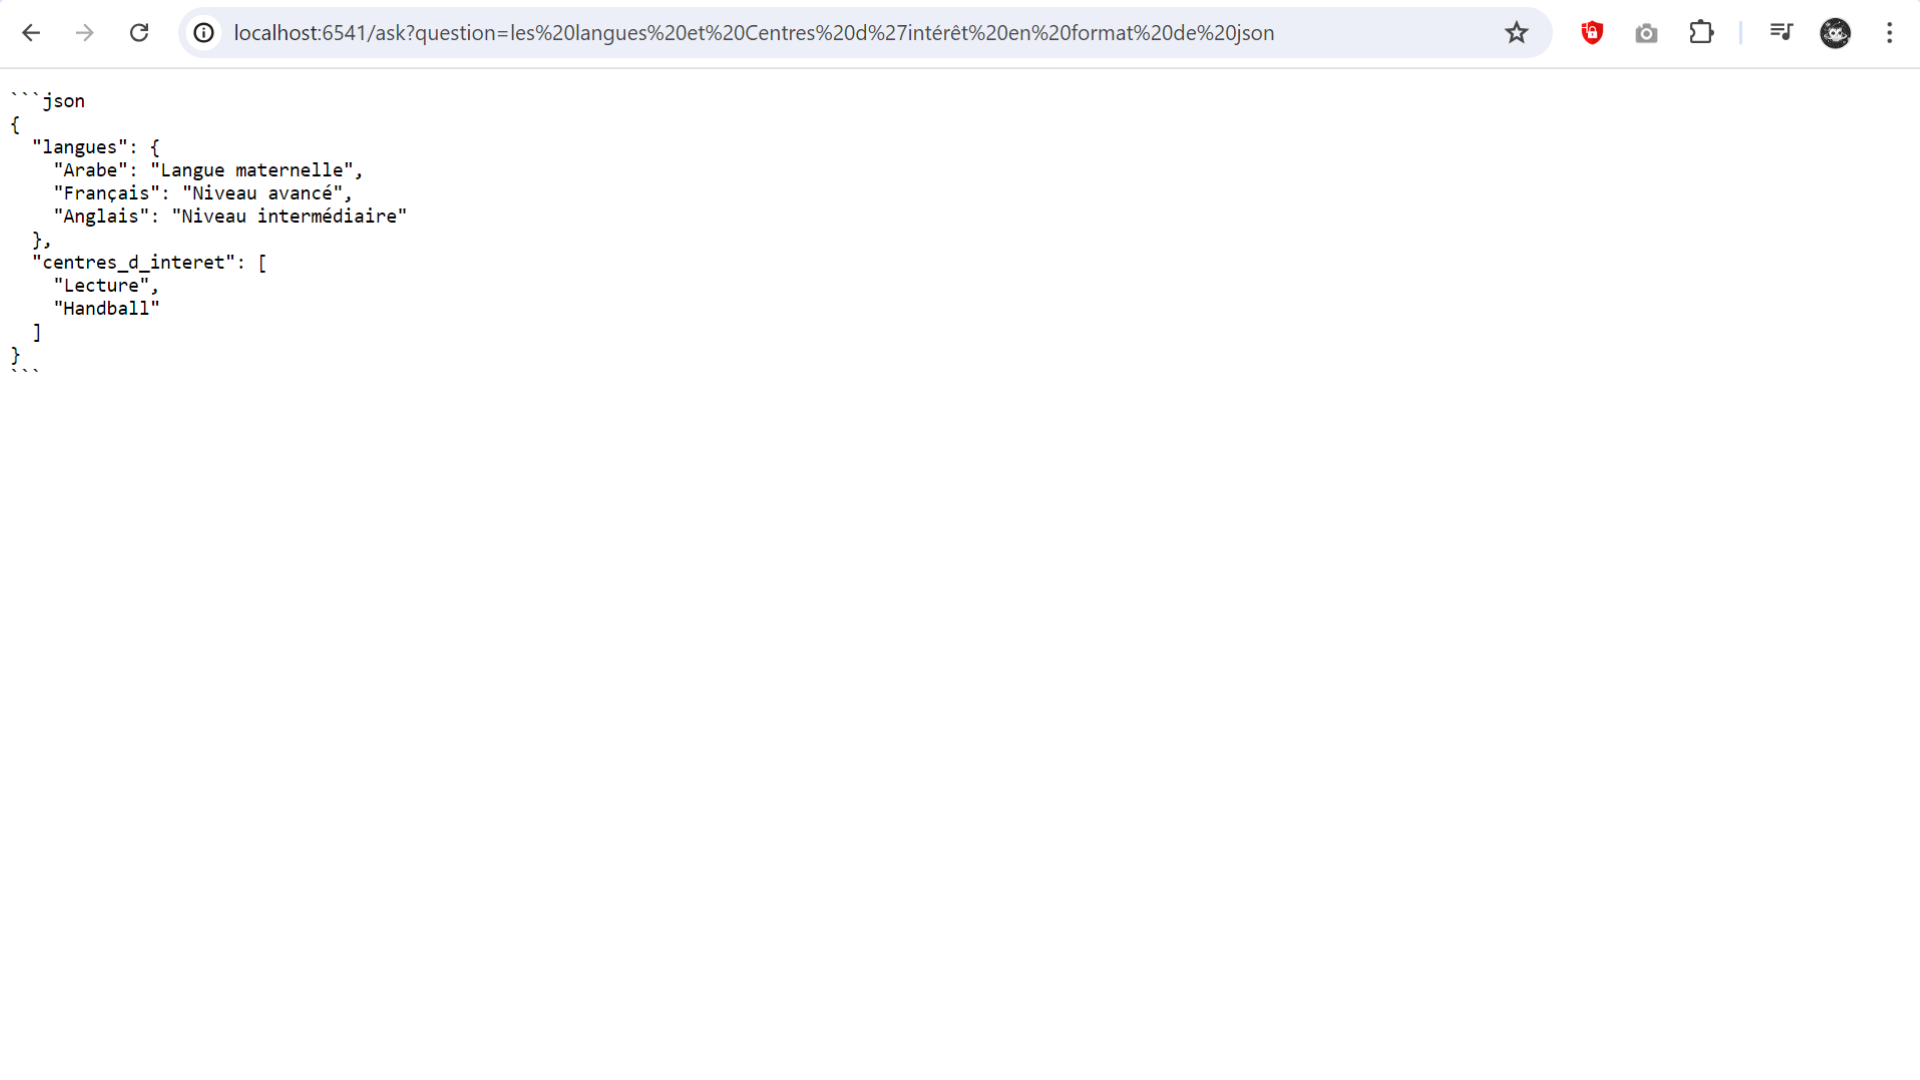 localhost:6541/ask?question=les%20langues%20et%20Centres%20d%27intérêt%20en%20format%20de%20json
```json
{
  "langues": {
    "Arabe": "Langue maternelle",
    "Français": "Niveau avancé",
    "Anglais": "Niveau intermédiaire"
  },
  "centres_d_interet": [
    "Lecture",
    "Handball"
  ]
}
```